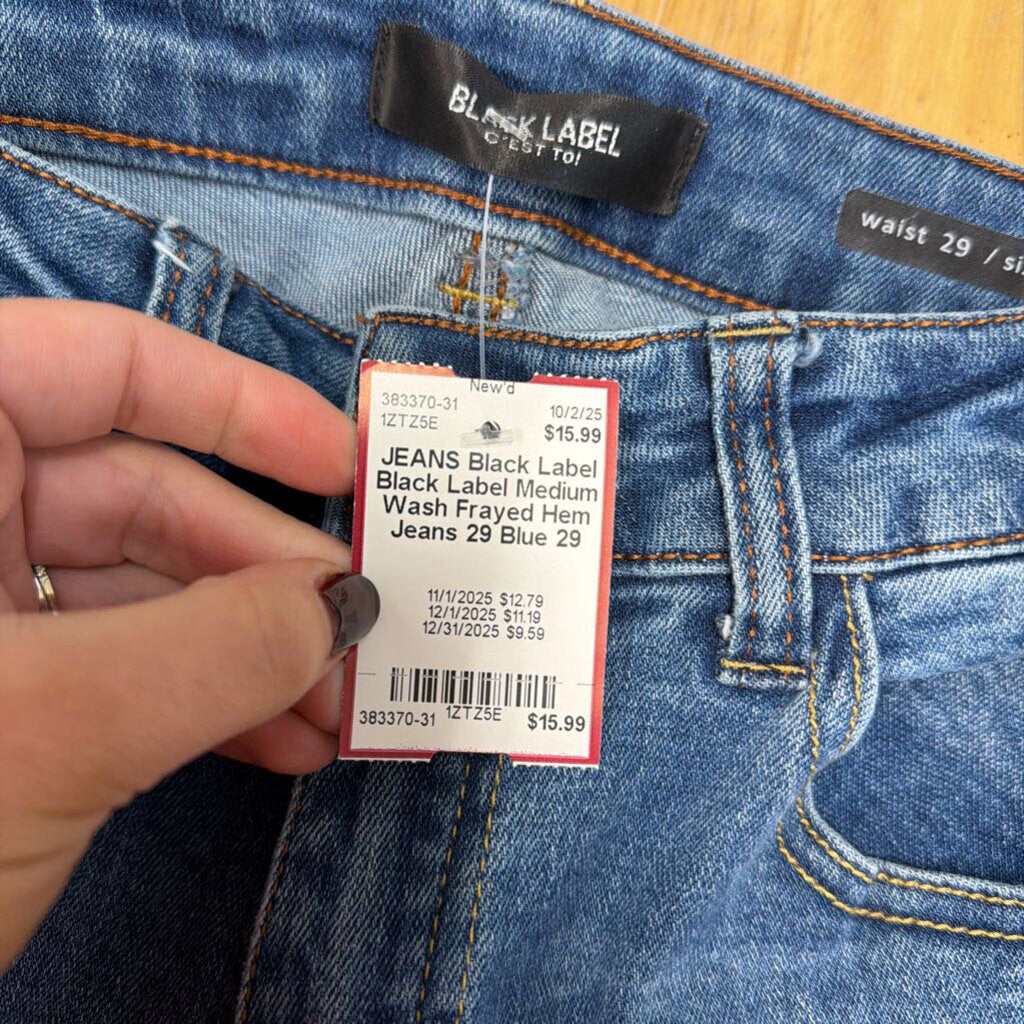 BLACK LABEL
C'EST TOI
waist 29 / si
New'd
383370-31
10/2/25
1ZTZ5E
$15.99
JEANS Black Label
Black Label Medium
Wash Frayed Hem
Jeans 29 Blue 29
11/1/2025 $12.79
12/1/2025 $11.19
12/31/2025 $9.59
383370-31 1ZTZ5E $15.99